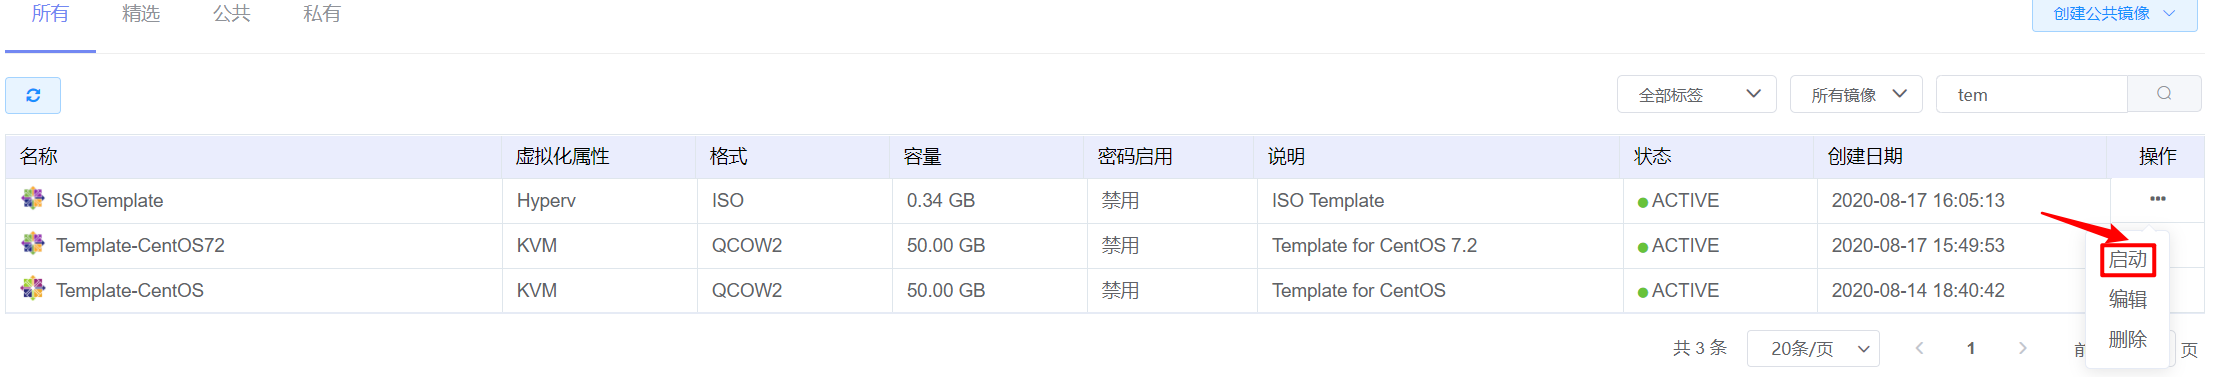 所有 精选 公共 私有 创建公共镜像
全部标签 所有镜像 tem
名称 虚拟化属性 格式 容量 密码启用 说明 状态 创建日期 操作
ISOTemplate Hyperv ISO 0.34 GB 禁用 ISO Template ACTIVE 2020-08-17 16:05:13 •••
Template-CentOS72 KVM QCOW2 50.00 GB 禁用 Template for CentOS 7.2 ACTIVE 2020-08-17 15:49:53
启动
Template-CentOS KVM QCOW2 50.00 GB 禁用 Template for CentOS ACTIVE 2020-08-14 18:40:42
编辑
删除
共 3 条 20条/页 1 页